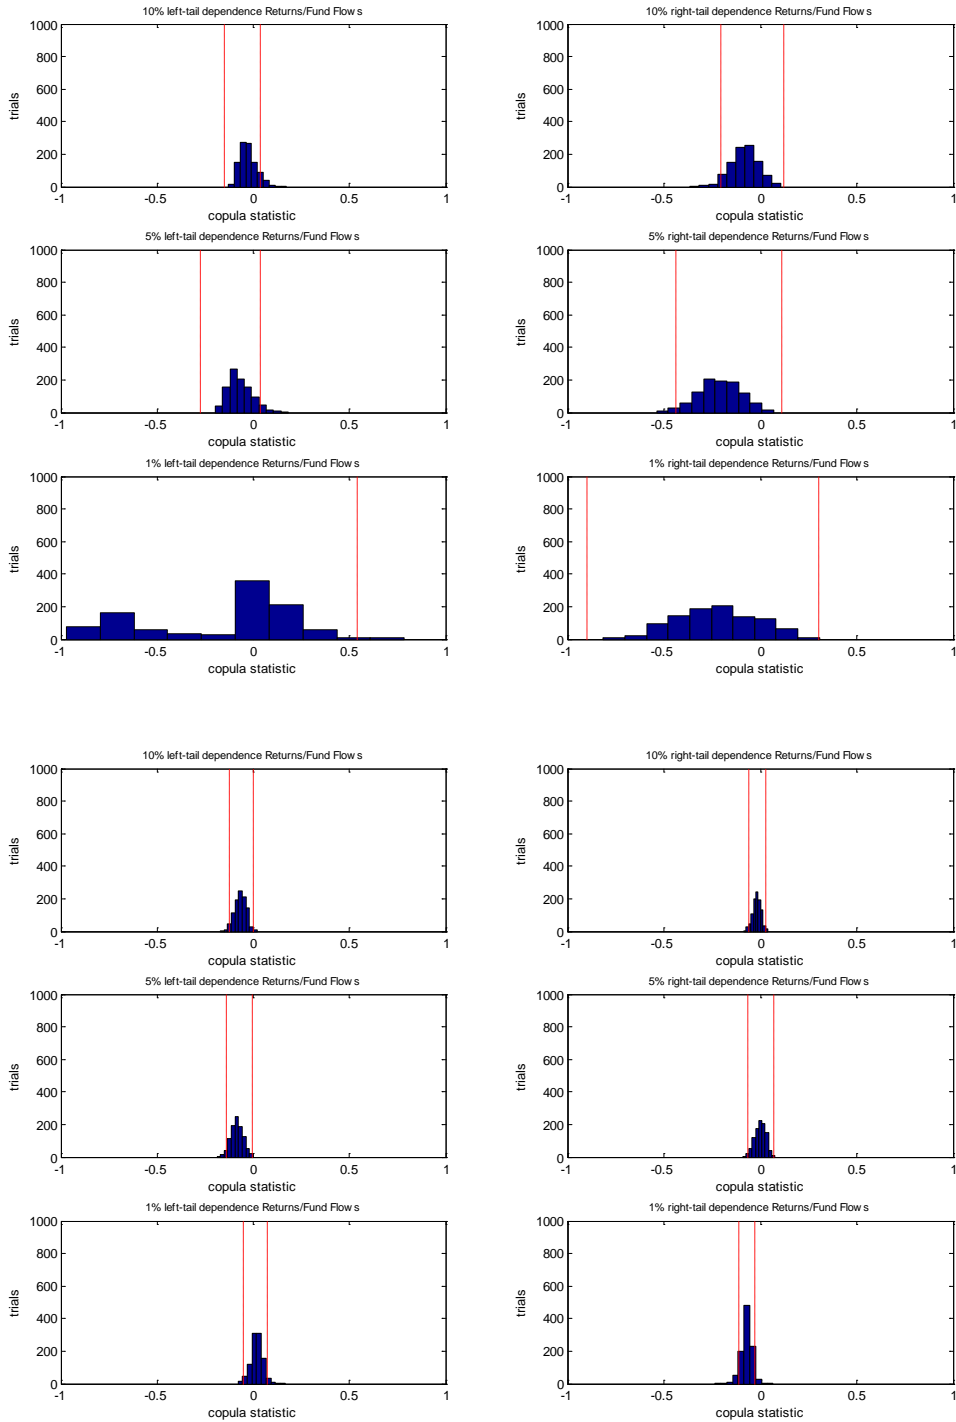 10% left-tail dependence Returns/Fund Flows
1000
800
600
400
200
0
trials
-1 -0.5 0 0.5 1
copula statistic
10% right-tail dependence Returns/Fund Flows
1000
800
600
400
200
0
trials
-1 -0.5 0 0.5 1
copula statistic
5% left-tail dependence Returns/Fund Flows
1000
800
600
400
200
0
trials
-1 -0.5 0 0.5 1
copula statistic
5% right-tail dependence Returns/Fund Flows
1000
800
600
400
200
0
trials
-1 -0.5 0 0.5 1
copula statistic
1% left-tail dependence Returns/Fund Flows
1000
800
600
400
200
0
trials
-1 -0.5 0 0.5 1
copula statistic
1% right-tail dependence Returns/Fund Flows
1000
800
600
400
200
0
trials
-1 -0.5 0 0.5 1
copula statistic
10% left-tail dependence Returns/Fund Flows
1000
800
600
400
200
0
trials
-1 -0.5 0 0.5 1
copula statistic
10% right-tail dependence Returns/Fund Flows
1000
800
600
400
200
0
trials
-1 -0.5 0 0.5 1
copula statistic
5% left-tail dependence Returns/Fund Flows
1000
800
600
400
200
0
trials
-1 -0.5 0 0.5 1
copula statistic
5% right-tail dependence Returns/Fund Flows
1000
800
600
400
200
0
trials
-1 -0.5 0 0.5 1
copula statistic
1% left-tail dependence Returns/Fund Flows
1000
800
600
400
200
0
trials
-1 -0.5 0 0.5 1
copula statistic
1% right-tail dependence Returns/Fund Flows
1000
800
600
400
200
0
trials
-1 -0.5 0 0.5 1
copula statistic